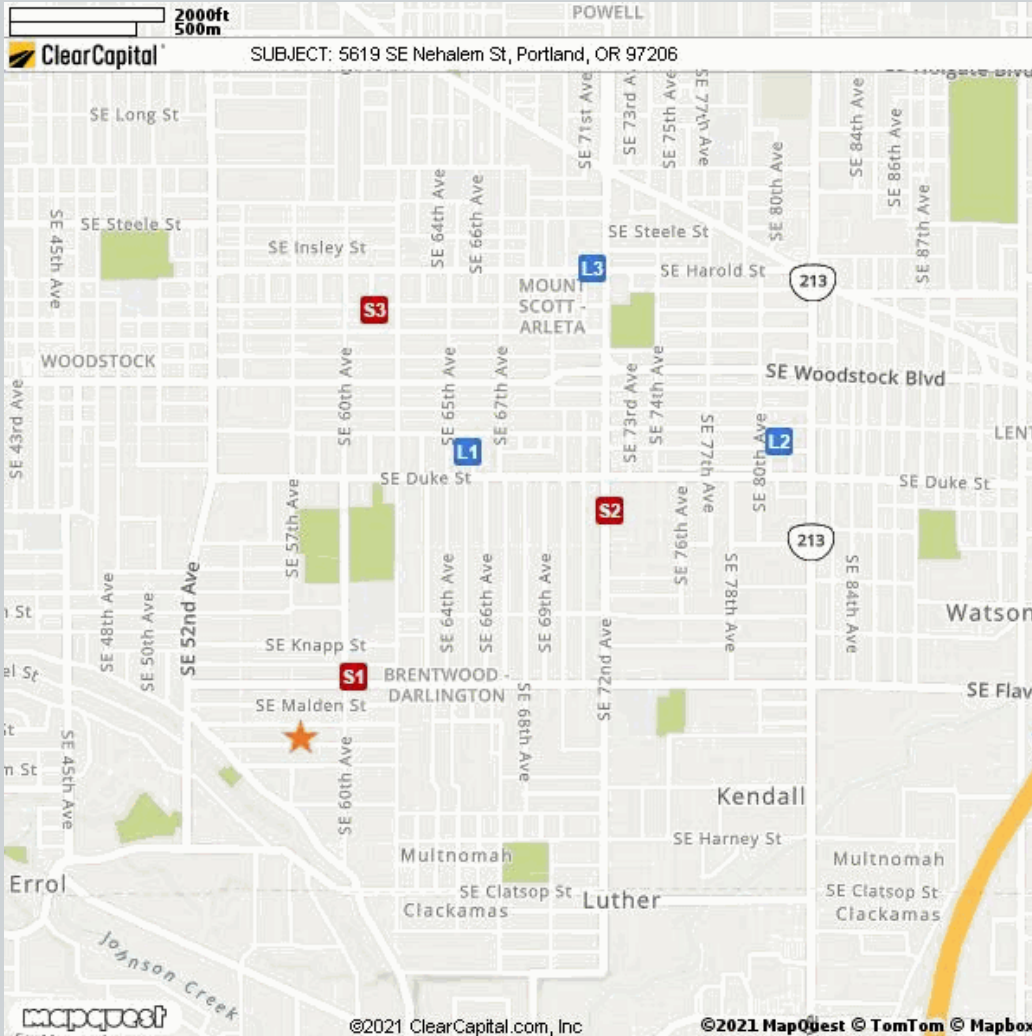 POWELL
2000ft
500m
ClearCapital
SUBJECT: 5619 SE Nehalem St, Portland, OR 97206
SE Long St
SE 71st Ave
SE 73rd Av
SE 75th Ave
SE 77th Ave
SE 80th Ave
SE 84th Ave
SE 86th Ave
SE 87th Ave
SE 45th Ave
SE Steele St
SE Insley St
SE 64th Ave
SE 66th Ave
SE Steele St
L3
SE Harold St
213
MOUNT
SCOTT -
ARLETA
S3
WOODSTOCK
SE 43rd Ave
SE 60th Ave
SE 65th Ave
SE 67th Ave
SE 73rd Ave
SE 74th Ave
SE Woodstock Blvd
SE 77th Ave
SE 80th Ave
L2
LENT
L1
SE Duke St
SE Duke St
S2
SE 57th Ave
SE 76th Ave
213
SE 52nd Ave
SE 48th Ave
SE 50th Ave
SE 64th Ave
SE 66th Ave
SE 69th Ave
SE 78th Ave
SE 84th Ave
St
Watson
SE Knapp St
el St
S1
BRENTWOOD -
DARLINGTON
SE 72nd Ave
SE Flav
SE Malden St
St
SE 68th Ave
m St
SE 45th Ave
SE 60th Ave
Kendall
SE Harney St
Multnomah
Multnomah
Errol
SE Clatsop St
Luther
SE Clatsop St
Clackamas
Clackamas
Johnson Creek
mapquest
©2021 ClearCapital.com, Inc
©2021 MapQuest © TomTom © Mapbox